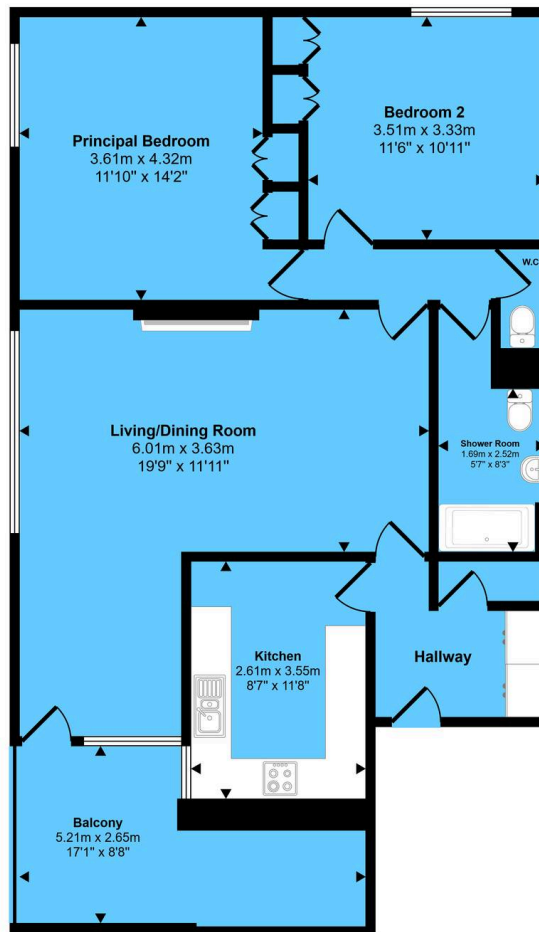 Principal Bedroom
3.61m x 4.32m
11'10" x 14'2"
Bedroom 2
3.51m x 3.33m
11'6" x 10'11"
W.C
Living/Dining Room
6.01m x 3.63m
19'9" x 11'11"
Shower Room
1.69m x 2.52m
5'7" x 8'3"
Kitchen
2.61m x 3.55m
8'7" x 11'8"
Hallway
Balcony
5.21m x 2.65m
17'1" x 8'8"